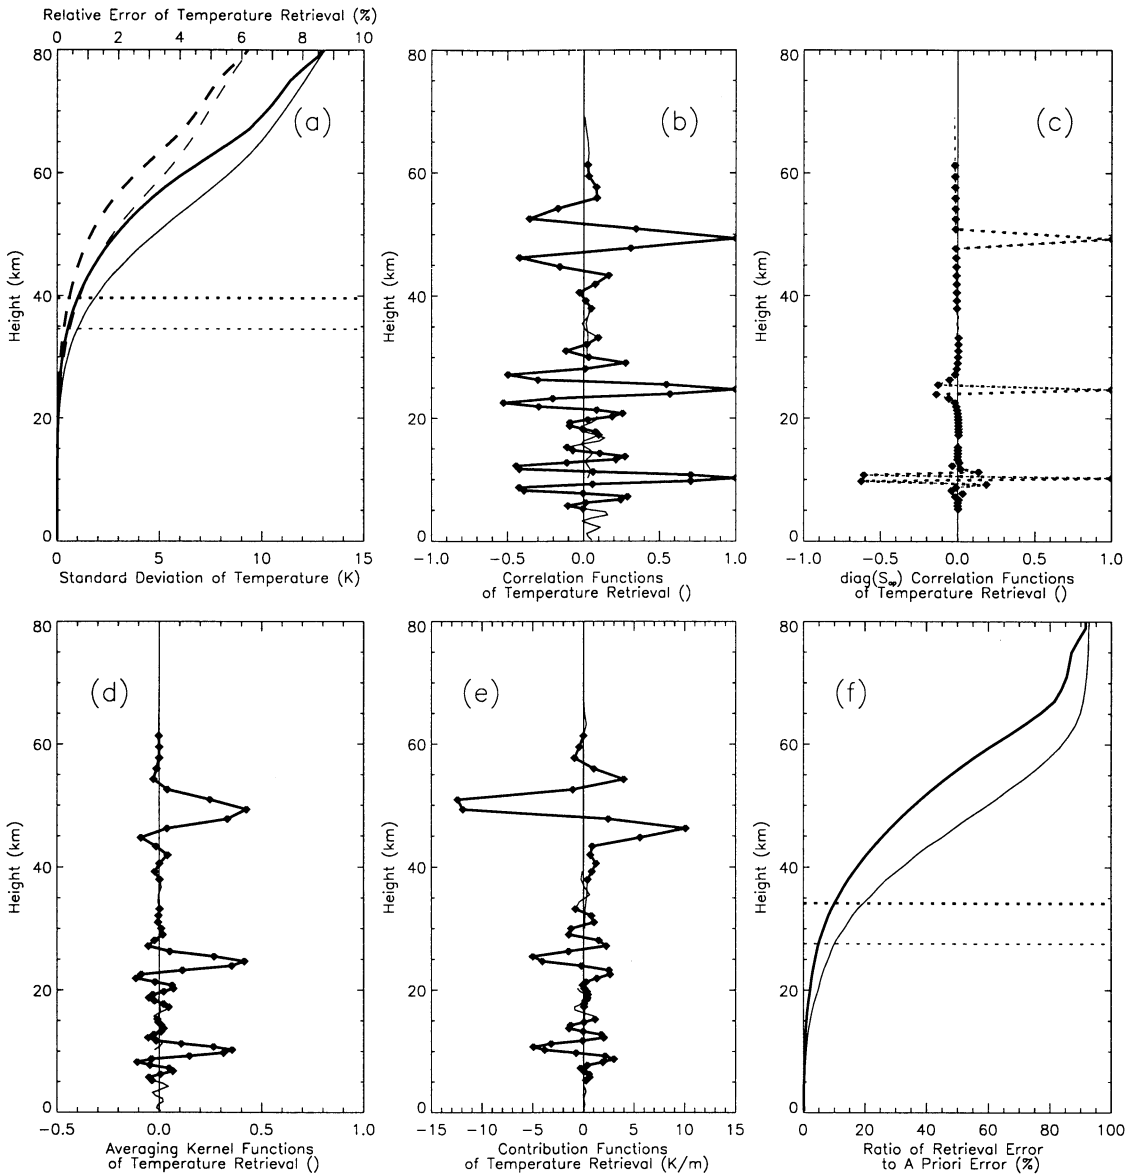 Relative Error of Temperature Retrieval (%)
0 2 4 6 8 10
80
60
40
20
0
Height (km)
(a)
0 5 10 15
Standard Deviation of Temperature (K)
80
60
40
20
0
Height (km)
(b)
-1.0 -0.5 0.0 0.5 1.0
Correlation Functions
of Temperature Retrieval ()
80
60
40
20
0
Height (km)
(c)
-1.0 -0.5 0.0 0.5 1.0
diag(S_op) Correlation Functions
of Temperature Retrieval ()
80
60
40
20
0
Height (km)
(d)
-0.5 0.0 0.5 1.0
Averaging Kernel Functions
of Temperature Retrieval ()
80
60
40
20
0
Height (km)
(e)
-15 -10 -5 0 5 10 15
Contribution Functions
of Temperature Retrieval (K/m)
80
60
40
20
0
Height (km)
(f)
0 20 40 60 80 100
Ratio of Retrieval Error
to A Priori Error (%)